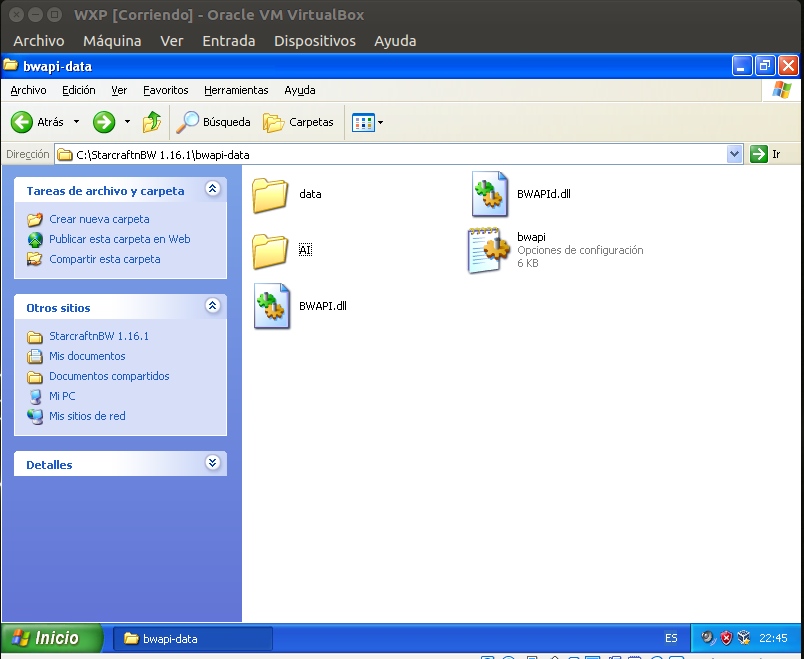 WXP [Corriendo] - Oracle VM VirtualBox
Archivo Máquina Ver Entrada Dispositivos Ayuda
bwapi-data
Archivo Edición Ver Favoritos Herramientas Ayuda
Atrás Búsqueda Carpetas
Dirección C:\StarcraftnBW 1.16.1\bwapi-data Ir
Tareas de archivo y carpeta
Crear nueva carpeta
Publicar esta carpeta en Web
Compartir esta carpeta
Otros sitios
StarcraftnBW 1.16.1
Mis documentos
Documentos compartidos
Mi PC
Mis sitios de red
Detalles
data
AI
BWAPI.dll
BWAPId.dll
bwapi
Opciones de configuración
6 KB
Inicio bwapi-data ES 22:45